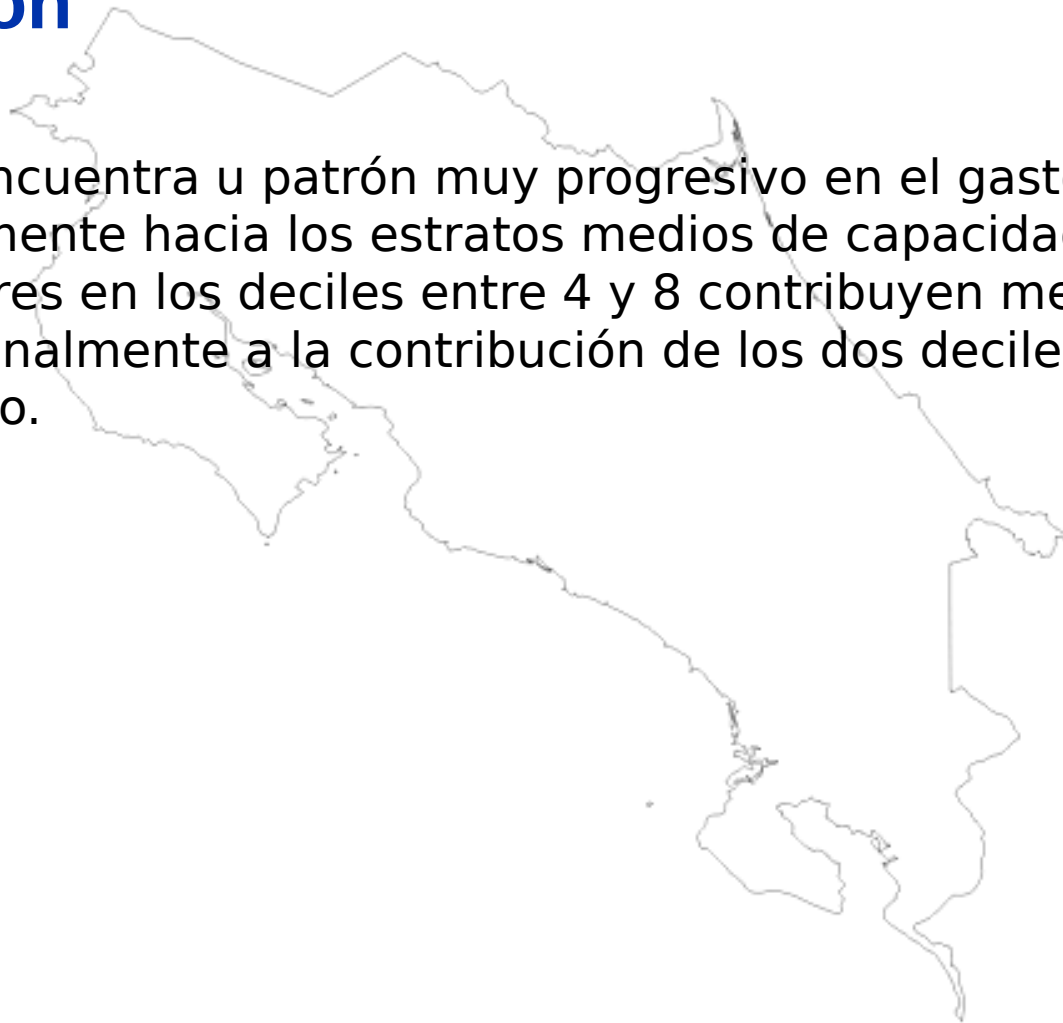 ón
ncuentra u patrón muy progresivo en el gast
mente hacia los estratos medios de capacida
res en los deciles entre 4 y 8 contribuyen me
nalmente a la contribución de los dos decile
o.